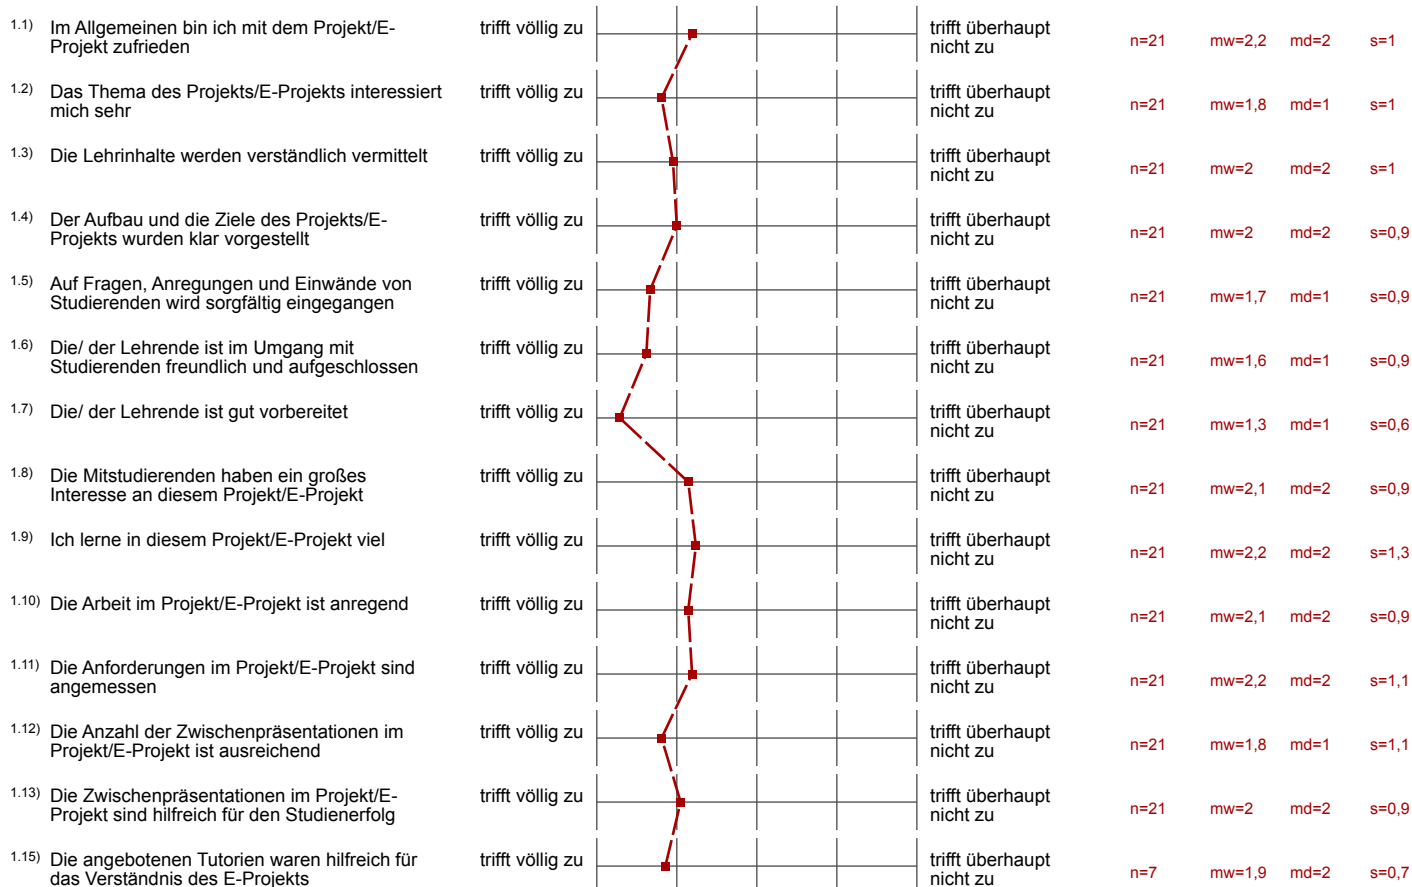 1.1) Im Allgemeinen bin ich mit dem Projekt/E-
Projekt zufrieden
trifft völlig zu
trifft überhaupt
nicht zu
n=21 mw=2,2 md=2 s=1
1.2) Das Thema des Projekts/E-Projekts interessiert
mich sehr
trifft völlig zu
trifft überhaupt
nicht zu
n=21 mw=1,8 md=1 s=1
1.3) Die Lehrinhalte werden verständlich vermittelt
trifft völlig zu
trifft überhaupt
nicht zu
n=21 mw=2 md=2 s=1
1.4) Der Aufbau und die Ziele des Projekts/E-
Projekts wurden klar vorgestellt
trifft völlig zu
trifft überhaupt
nicht zu
n=21 mw=2 md=2 s=0,9
1.5) Auf Fragen, Anregungen und Einwände von
Studierenden wird sorgfältig eingegangen
trifft völlig zu
trifft überhaupt
nicht zu
n=21 mw=1,7 md=1 s=0,9
1.6) Die/ der Lehrende ist im Umgang mit
Studierenden freundlich und aufgeschlossen
trifft völlig zu
trifft überhaupt
nicht zu
n=21 mw=1,6 md=1 s=0,9
1.7) Die/ der Lehrende ist gut vorbereitet
trifft völlig zu
trifft überhaupt
nicht zu
n=21 mw=1,3 md=1 s=0,6
1.8) Die Mitstudierenden haben ein großes
Interesse an diesem Projekt/E-Projekt
trifft völlig zu
trifft überhaupt
nicht zu
n=21 mw=2,1 md=2 s=0,9
1.9) Ich lerne in diesem Projekt/E-Projekt viel
trifft völlig zu
trifft überhaupt
nicht zu
n=21 mw=2,2 md=2 s=1,3
1.10) Die Arbeit im Projekt/E-Projekt ist anregend
trifft völlig zu
trifft überhaupt
nicht zu
n=21 mw=2,1 md=2 s=0,9
1.11) Die Anforderungen im Projekt/E-Projekt sind
angemessen
trifft völlig zu
trifft überhaupt
nicht zu
n=21 mw=2,2 md=2 s=1,1
1.12) Die Anzahl der Zwischenpräsentationen im
Projekt/E-Projekt ist ausreichend
trifft völlig zu
trifft überhaupt
nicht zu
n=21 mw=1,8 md=1 s=1,1
1.13) Die Zwischenpräsentationen im Projekt/E-
Projekt sind hilfreich für den Studienerfolg
trifft völlig zu
trifft überhaupt
nicht zu
n=21 mw=2 md=2 s=0,9
1.15) Die angebotenen Tutorien waren hilfreich für
das Verständnis des E-Projekts
trifft völlig zu
trifft überhaupt
nicht zu
n=7 mw=1,9 md=2 s=0,7